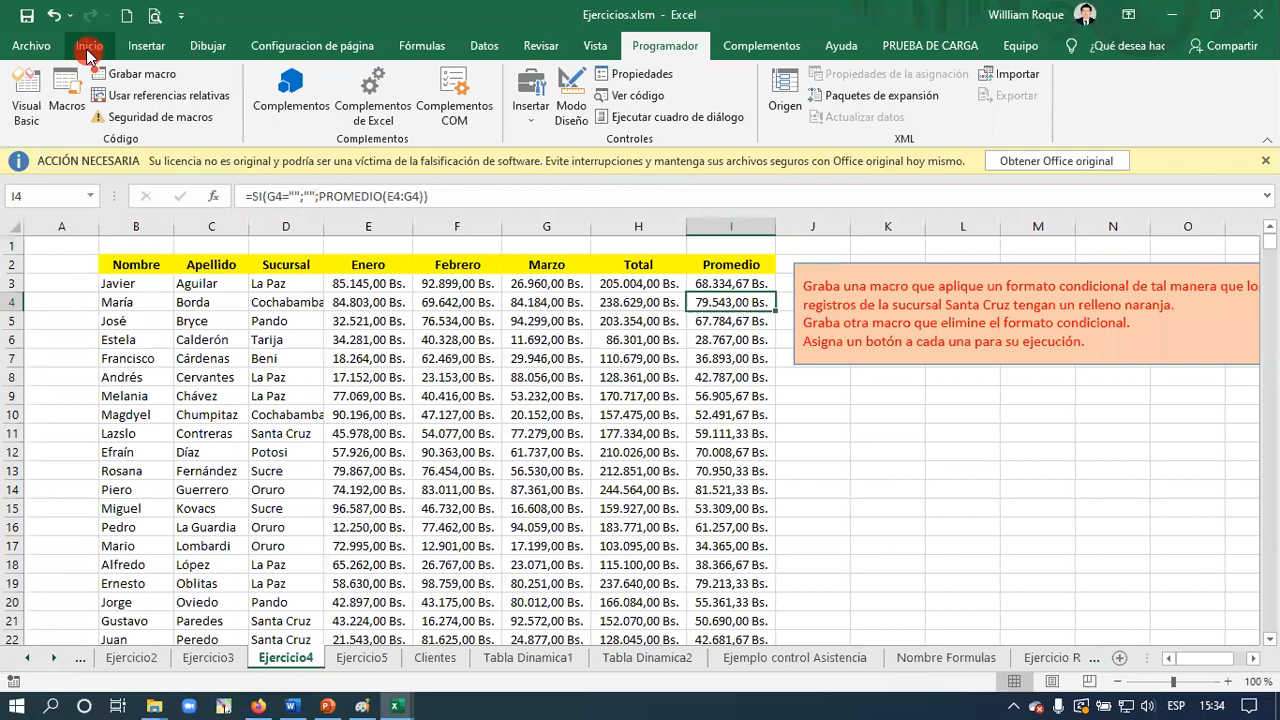 Ejercicios.xlsm - Excel
Willliam Roque
Archivo Inicio Insertar Dibujar Configuracion de página Fórmulas Datos Revisar Vista Programador Complementos Ayuda PRUEBA DE CARGA Equipo ¿Qué desea hac Compartir
Visual Basic
Macros
Grabar macro
Usar referencias relativas
Seguridad de macros
Código
Complementos
Complementos de Excel
Complementos COM
Complementos
Insertar
Modo Diseño
Propiedades
Ver código
Ejecutar cuadro de diálogo
Controles
Origen
Propiedades de la asignación
Paquetes de expansión
Actualizar datos
Importar
Exportar
XML
ACCIÓN NECESARIA Su licencia no es original y podría ser una víctima de la falsificación de software. Evite interrupciones y mantenga sus archivos seguros con Office original hoy mismo. Obtener Office original
I4 fx =SI(G4="";"";PROMEDIO(E4:G4))
A B C D E F G H I J K L M N O
1
2 Nombre Apellido Sucursal Enero Febrero Marzo Total Promedio
3 Javier Aguilar La Paz 85.145,00 Bs. 92.899,00 Bs. 26.960,00 Bs. 205.004,00 Bs. 68.334,67 Bs.
4 María Borda Cochabamba 84.803,00 Bs. 69.642,00 Bs. 84.184,00 Bs. 238.629,00 Bs. 79.543,00 Bs.
5 José Bryce Pando 32.521,00 Bs. 76.534,00 Bs. 94.299,00 Bs. 203.354,00 Bs. 67.784,67 Bs.
6 Estela Calderón Tarija 34.281,00 Bs. 40.328,00 Bs. 11.692,00 Bs. 86.301,00 Bs. 28.767,00 Bs.
7 Francisco Cárdenas Beni 18.264,00 Bs. 62.469,00 Bs. 29.946,00 Bs. 110.679,00 Bs. 36.893,00 Bs.
8 Andrés Cervantes La Paz 17.152,00 Bs. 23.153,00 Bs. 88.056,00 Bs. 128.361,00 Bs. 42.787,00 Bs.
9 Melania Chávez La Paz 77.069,00 Bs. 40.416,00 Bs. 53.232,00 Bs. 170.717,00 Bs. 56.905,67 Bs.
10 Magdyel Chumpitaz Cochabamba 90.196,00 Bs. 47.127,00 Bs. 20.152,00 Bs. 157.475,00 Bs. 52.491,67 Bs.
11 Lazslo Contreras Santa Cruz 45.978,00 Bs. 54.077,00 Bs. 77.279,00 Bs. 177.334,00 Bs. 59.111,33 Bs.
12 Efraín Díaz Potosi 57.926,00 Bs. 90.363,00 Bs. 61.737,00 Bs. 210.026,00 Bs. 70.008,67 Bs.
13 Rosana Fernández Sucre 79.867,00 Bs. 76.454,00 Bs. 56.530,00 Bs. 212.851,00 Bs. 70.950,33 Bs.
14 Piero Guerrero Oruro 74.192,00 Bs. 83.011,00 Bs. 87.361,00 Bs. 244.564,00 Bs. 81.521,33 Bs.
15 Miguel Kovacs Sucre 96.587,00 Bs. 46.732,00 Bs. 16.608,00 Bs. 159.927,00 Bs. 53.309,00 Bs.
16 Pedro La Guardia Oruro 12.250,00 Bs. 77.462,00 Bs. 94.059,00 Bs. 183.771,00 Bs. 61.257,00 Bs.
17 Mario Lombardi Oruro 72.995,00 Bs. 12.901,00 Bs. 17.199,00 Bs. 103.095,00 Bs. 34.365,00 Bs.
18 Alfredo López La Paz 65.262,00 Bs. 26.767,00 Bs. 23.071,00 Bs. 115.100,00 Bs. 38.366,67 Bs.
19 Ernesto Oblitas La Paz 58.630,00 Bs. 98.759,00 Bs. 80.251,00 Bs. 237.640,00 Bs. 79.213,33 Bs.
20 Jorge Oviedo Pando 42.897,00 Bs. 43.175,00 Bs. 80.012,00 Bs. 166.084,00 Bs. 55.361,33 Bs.
21 Gustavo Paredes Santa Cruz 43.224,00 Bs. 16.274,00 Bs. 92.572,00 Bs. 152.070,00 Bs. 50.690,00 Bs.
22 Juan Peredo Santa Cruz 21.543,00 Bs. 81.625,00 Bs. 24.877,00 Bs. 128.045,00 Bs. 42.681,67 Bs.
Graba una macro que aplique un formato condicional de tal manera que lo
registros de la sucursal Santa Cruz tengan un relleno naranja.
Graba otra macro que elimine el formato condicional.
Asigna un botón a cada una para su ejecución.
... Ejercicio2 Ejercicio3 Ejercicio4 Ejercicio5 Clientes Tabla Dinamica1 Tabla Dinamica2 Ejemplo control Asistencia Nombre Formulas Ejercicio R ...
100 %
ESP 15:34